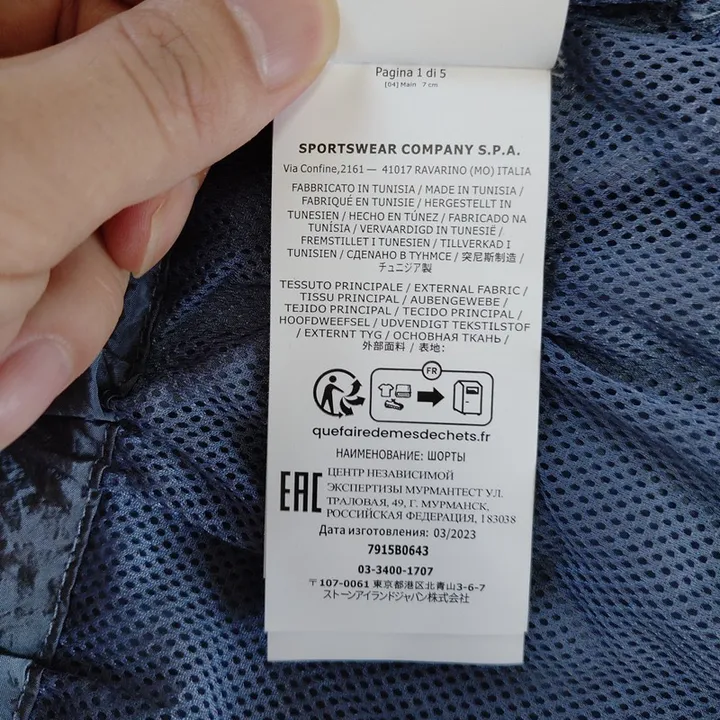 Pagina 1 di 5
[04] Main 7 cm
SPORTSWEAR COMPANY S.P.A.
Via Confine,2161 — 41017 RAVARINO (MO) ITALIA
FABBRICATO IN TUNISIA / MADE IN TUNISIA /
FABRIQUÉ EN TUNISIE / HERGESTELLT IN
TUNESIEN / HECHO EN TÚNEZ / FABRICADO NA
TUNÍSIA / VERVAARDIGD IN TUNESIË /
FREMSTILLET I TUNESIEN / TILLVERKAD I
TUNISIEN / СДЕЛАНО В ТУНИСЕ / 突尼斯制造 /
チュニジア製
TESSUTO PRINCIPALE / EXTERNAL FABRIC /
TISSU PRINCIPAL / AUBENGEWEBE /
TEJIDO PRINCIPAL / TECIDO PRINCIPAL /
HOOFDWEEFSEL / UDVENDIGT TEKSTILSTOF
/ EXTERNT TYG / ОСНОВНАЯ ТКАНЬ /
外部面料 / 表地:
FR
quefairedemesdechets.fr
НАИМЕНОВАНИЕ: ШОРТЫ
EAC
ЦЕНТР НЕЗАВИСИМОЙ
ЭКСПЕРТИЗЫ МУРМАНТЕСТ УЛ.
ТРАЛОВАЯ, 49, Г. МУРМАНСК,
РОССИЙСКАЯ ФЕДЕРАЦИЯ, 183038
Дата изготовления: 03/2023
7915B0643
03-3400-1707
〒107-0061 東京都港区北青山3-6-7
ストーンアイランドジャパン株式会社